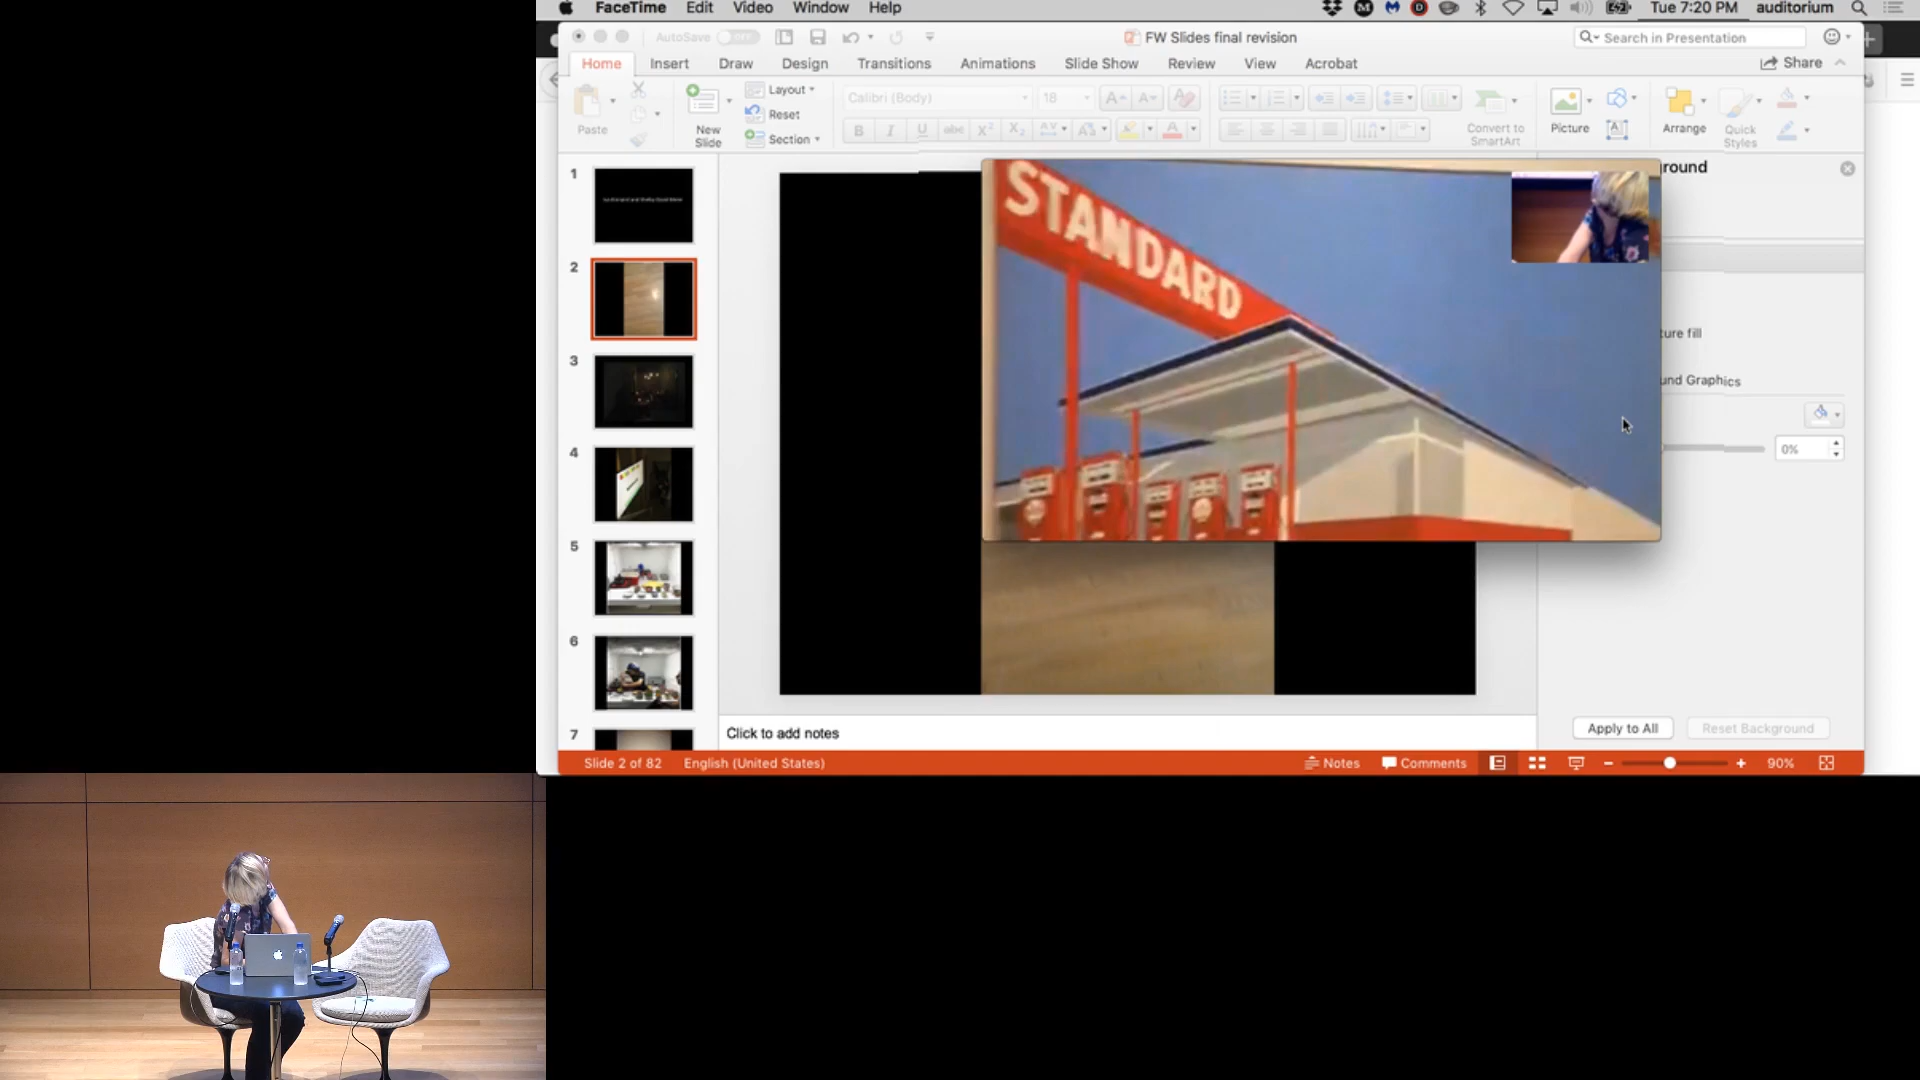 FaceTime Edit Video Window Help
Tue 7:20 PM auditorium
AutoSave OFF
FW Slides final revision
Search in Presentation
Home Insert Draw Design Transitions Animations Slide Show Review View Acrobat
Share
Paste
New
Slide
Layout
Reset
Section
Calibri (Body)
18
Convert to
SmartArt
Picture
Arrange
Quick
Styles
1
2
3
4
5
6
7
STANDARD
round
ture fill
und Graphics
0%
Click to add notes
Apply to All
Reset Background
Slide 2 of 82
English (United States)
Notes
Comments
90%